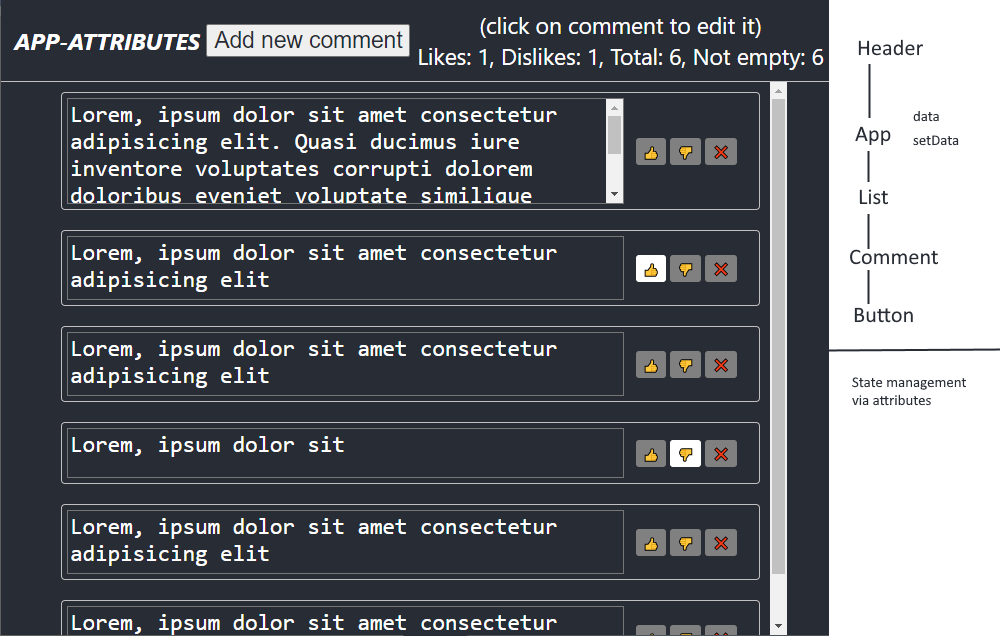 APP-ATTRIBUTES
Add new comment
(click on comment to edit it)
Likes: 1, Dislikes: 1, Total: 6, Not empty: 6
Lorem, ipsum dolor sit amet consectetur
adipisicing elit. Quasi ducimus iure
inventore voluptates corrupti dolorem
doloribus eveniet voluptate similique
Lorem, ipsum dolor sit amet consectetur
adipisicing elit
Lorem, ipsum dolor sit amet consectetur
adipisicing elit
Lorem, ipsum dolor sit
Lorem, ipsum dolor sit amet consectetur
adipisicing elit
Lorem, ipsum dolor sit amet consectetur
Header
data
App
setData
List
Comment
Button
State management
via attributes